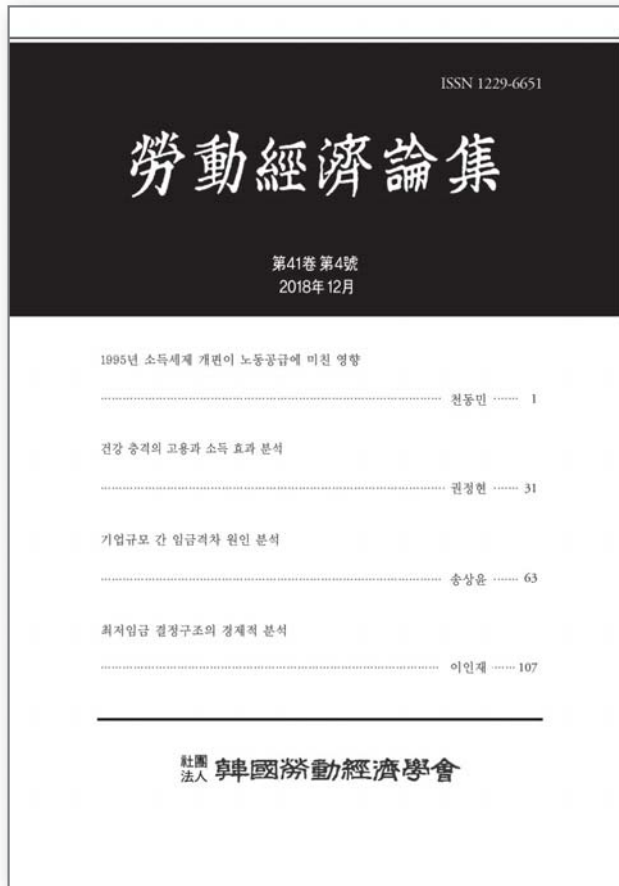 ISSN 1229-6651
勞動經濟論集
第41卷 第4號
2018年 12月
1995년 소득세제 개편이 노동공급에 미친 영향
천동민 1
건강 충격의 고용과 소득 효과 분석
권정현 31
기업규모 간 임금격차 원인 분석
송상윤 63
최저임금 결정구조의 경제적 분석
이인재 107
社團法人 韓國勞動經濟學會